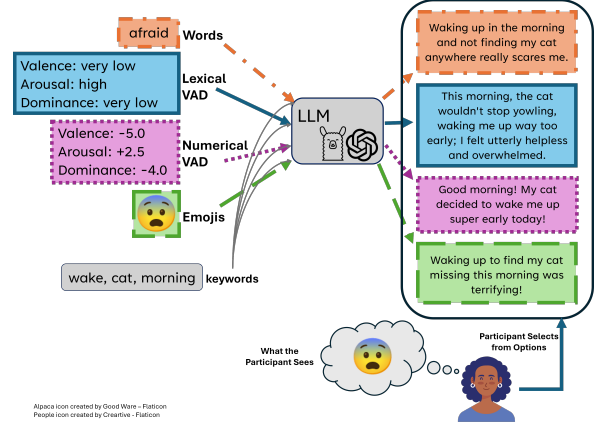 afraid
Words
Valence: very low
Arousal: high
Dominance: very low
Lexical
VAD
Valence: −5.0
Arousal: +2.5
Dominance: −4.0
Numerical
VAD
Emojis
wake, cat, morning
keywords
LLM
Waking up in the morning
and not finding my cat
anywhere really scares me.
This morning, the cat
wouldn't stop yowling,
waking me up way too
early; I felt utterly helpless
and overwhelmed.
Good morning! My cat
decided to wake me up
super early today!
Waking up to find my cat
missing this morning was
terrifying!
What the
Participant Sees
Participant Selects
from Options
Alpaca icon created by Good Ware – Flaticon
People icon created by Creartive - Flaticon